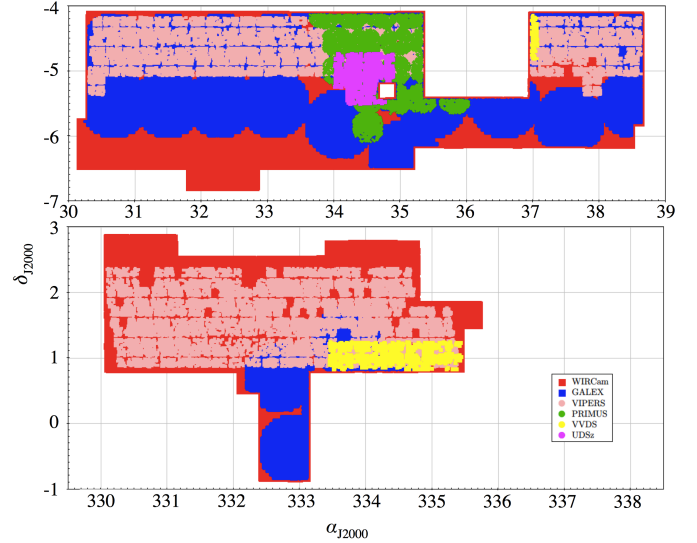 -4
-5
-6
-7
30 31 32 33 34 35 36 37 38 39
3
2
1
0
-1
330 331 332 333 334 335 336 337 338
δJ2000
αJ2000
WIRCam
GALEX
VIPERS
PRIMUS
VVDS
UDSz